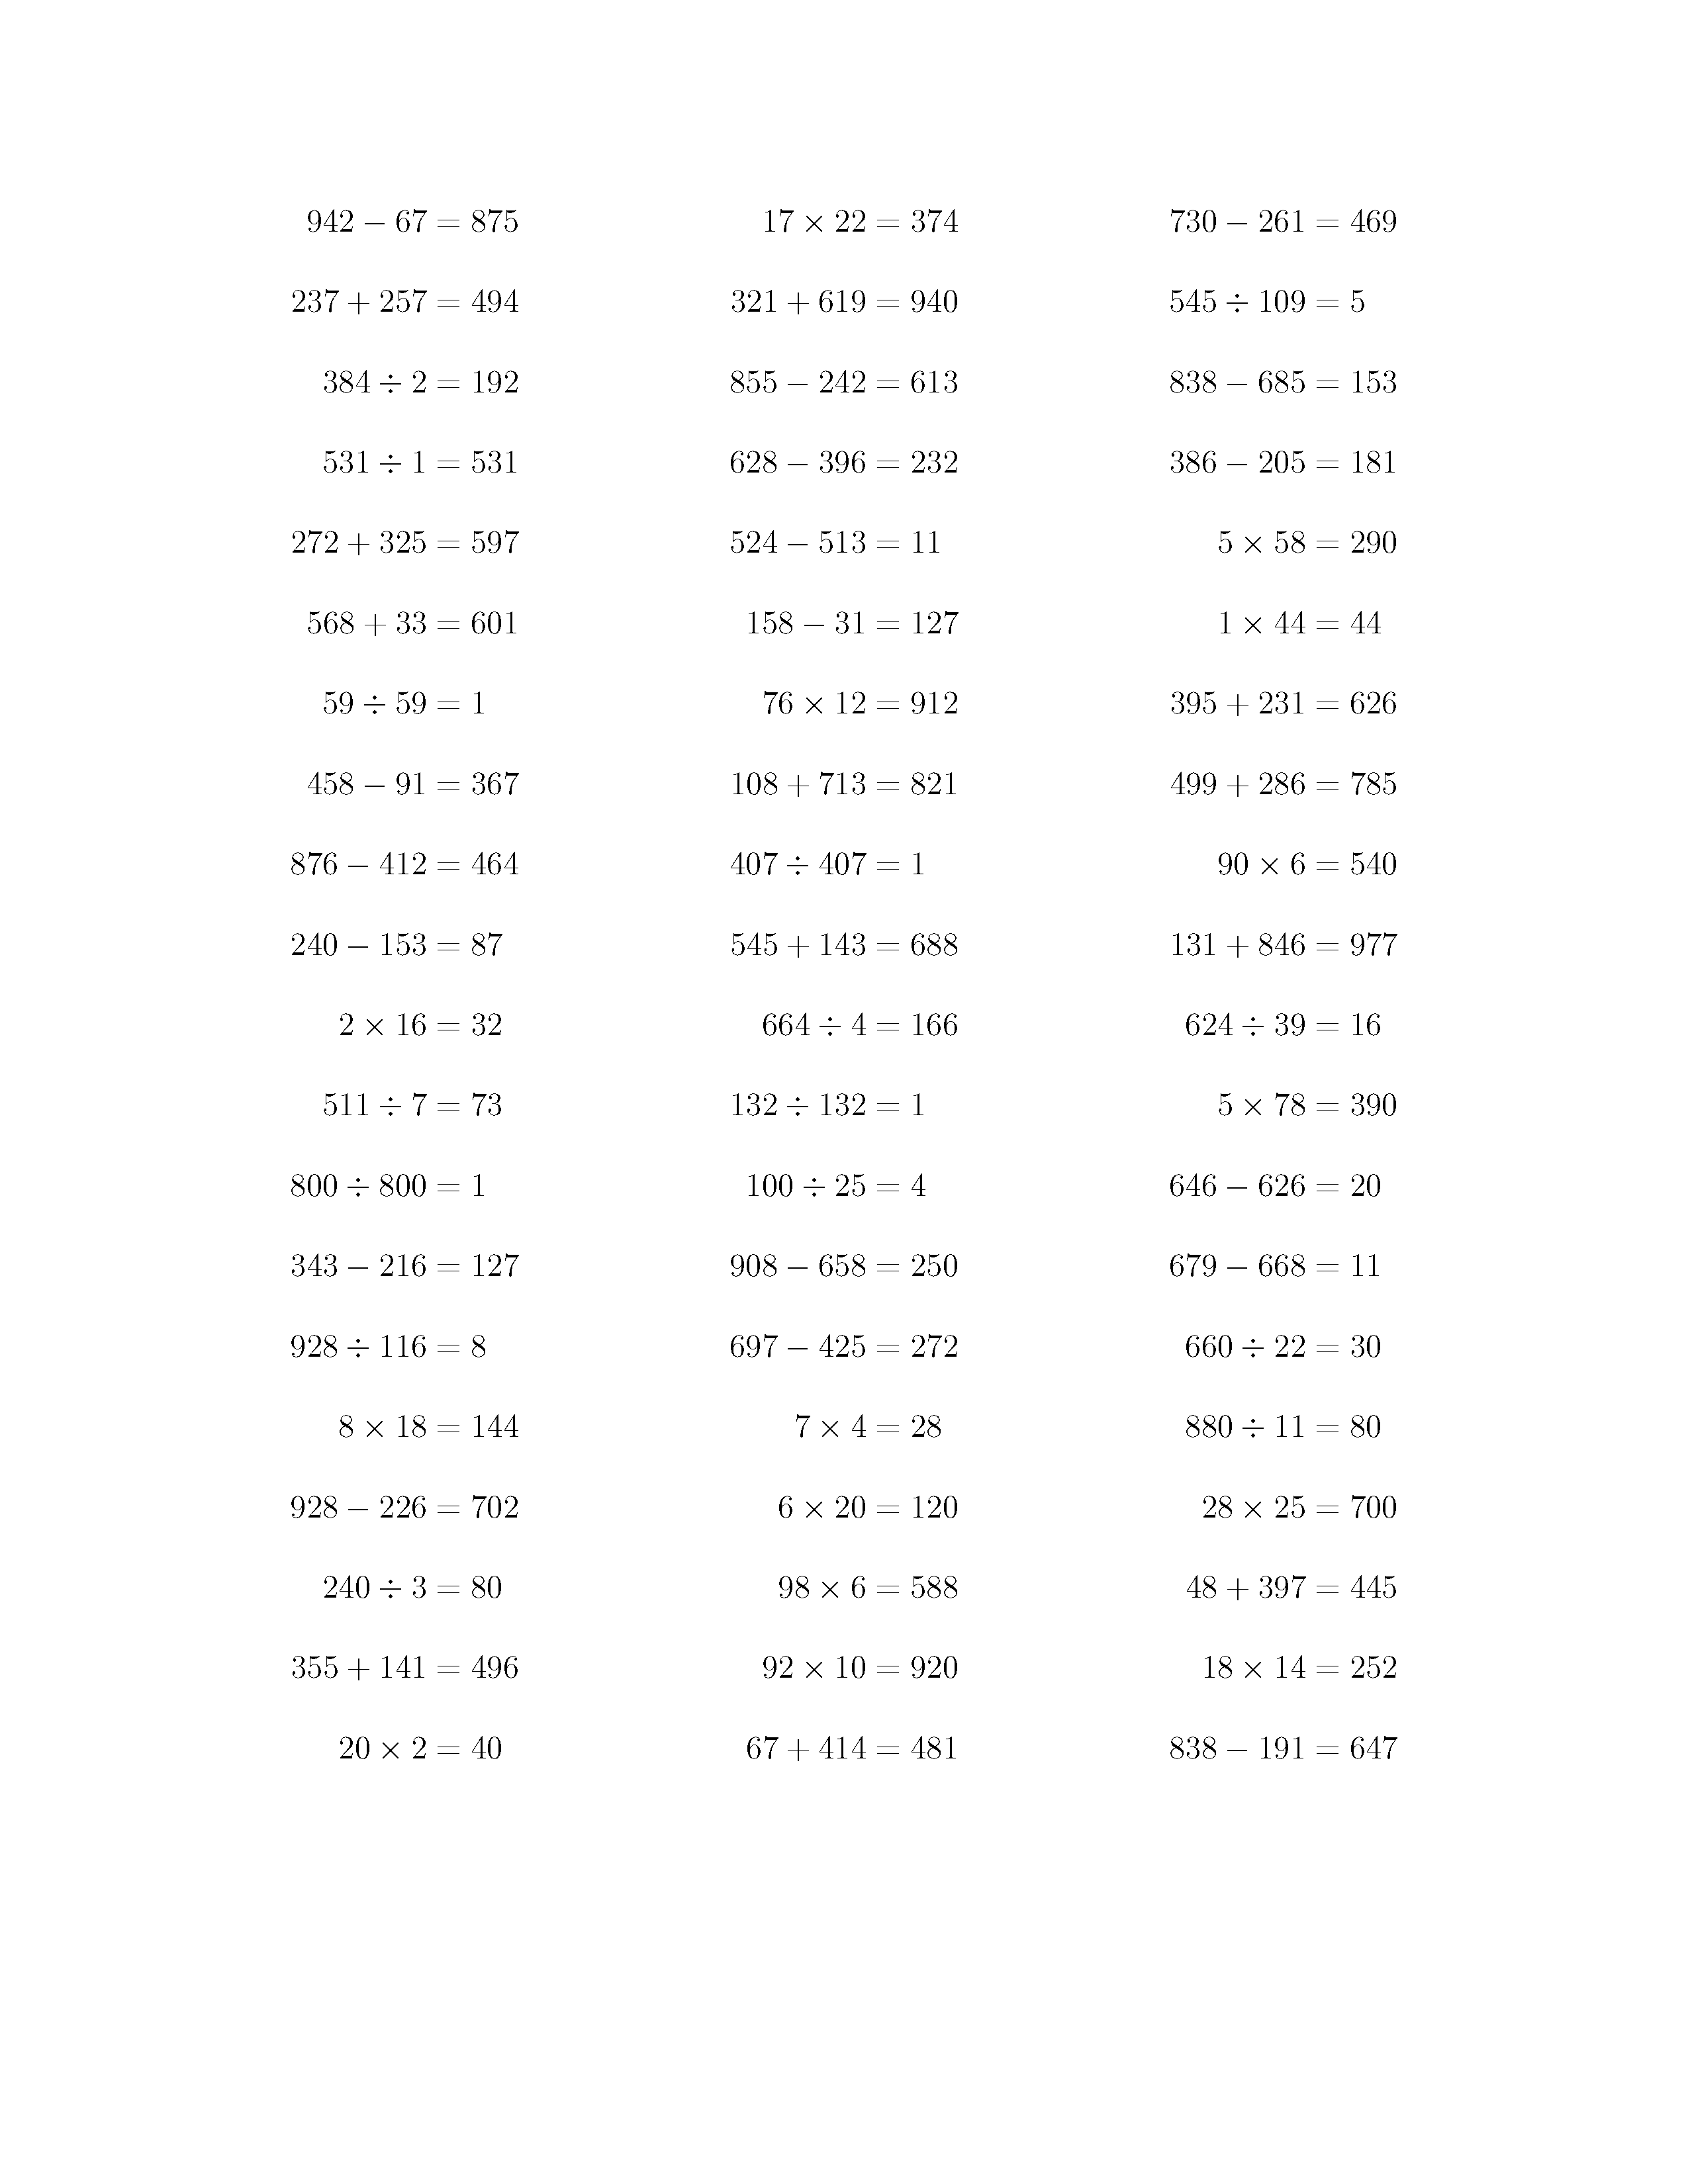 942 − 67 = 875 17 × 22 = 374 730 − 261 = 469
237 + 257 = 494 321 + 619 = 940 545 ÷ 109 = 5
384 ÷ 2 = 192 855 − 242 = 613 838 − 685 = 153
531 ÷ 1 = 531 628 − 396 = 232 386 − 205 = 181
272 + 325 = 597 524 − 513 = 11 5 × 58 = 290
568 + 33 = 601 158 − 31 = 127 1 × 44 = 44
59 ÷ 59 = 1 76 × 12 = 912 395 + 231 = 626
458 − 91 = 367 108 + 713 = 821 499 + 286 = 785
876 − 412 = 464 407 ÷ 407 = 1 90 × 6 = 540
240 − 153 = 87 545 + 143 = 688 131 + 846 = 977
2 × 16 = 32 664 ÷ 4 = 166 624 ÷ 39 = 16
511 ÷ 7 = 73 132 ÷ 132 = 1 5 × 78 = 390
800 ÷ 800 = 1 100 ÷ 25 = 4 646 − 626 = 20
343 − 216 = 127 908 − 658 = 250 679 − 668 = 11
928 ÷ 116 = 8 697 − 425 = 272 660 ÷ 22 = 30
8 × 18 = 144 7 × 4 = 28 880 ÷ 11 = 80
928 − 226 = 702 6 × 20 = 120 28 × 25 = 700
240 ÷ 3 = 80 98 × 6 = 588 48 + 397 = 445
355 + 141 = 496 92 × 10 = 920 18 × 14 = 252
20 × 2 = 40 67 + 414 = 481 838 − 191 = 647